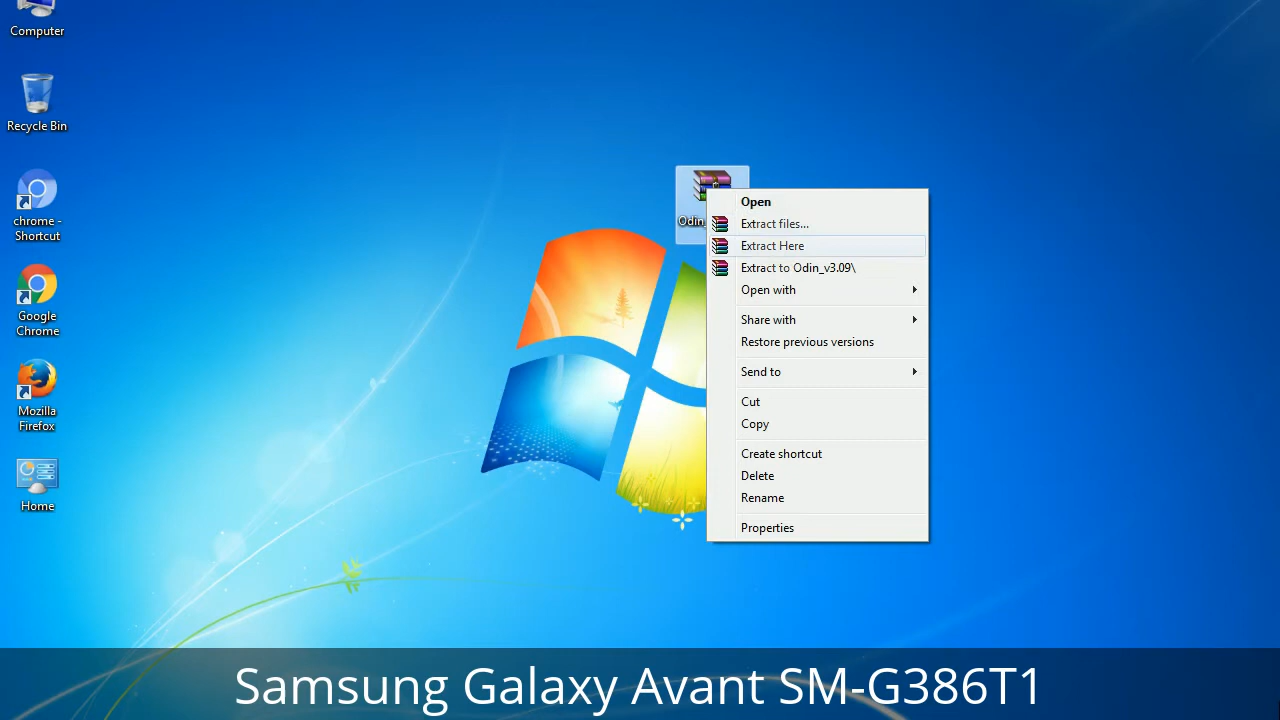 Computer
Recycle Bin
chrome -
Shortcut
Google
Chrome
Mozilla
Firefox
Home
Odin_
Open
Extract files...
Extract Here
Extract to Odin_v3.09\
Open with
Share with
Restore previous versions
Send to
Cut
Copy
Create shortcut
Delete
Rename
Properties
Samsung Galaxy Avant SM-G386T1